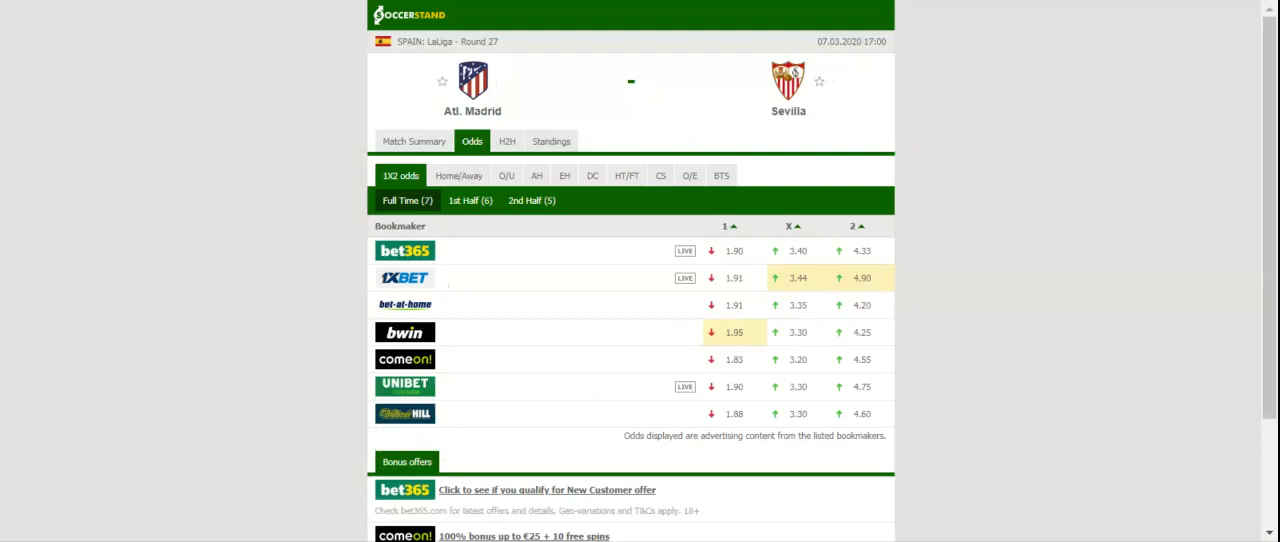 SOCCERSTAND
SPAIN: LaLiga - Round 27 07.03.2020 17:00
-
Atl. Madrid Sevilla
Match Summary Odds H2H Standings
1X2 odds Home/Away O/U AH EH DC HT/FT CS O/E BTS
Full Time (7) 1st Half (6) 2nd Half (5)
Bookmaker 1 X 2
bet365 LIVE 1.90 3.40 4.33
1XBET LIVE 1.91 3.44 4.90
bet-at-home 1.91 3.35 4.20
bwin 1.95 3.30 4.25
comeon! 1.83 3.20 4.55
UNIBET LIVE 1.90 3.30 4.75
William HILL 1.88 3.30 4.60
Odds displayed are advertising content from the listed bookmakers.
Bonus offers
bet365 Click to see if you qualify for New Customer offer
Check bet365.com for latest offers and details. Geo-variations and T&Cs apply. 18+
comeon! 100% bonus up to €25 + 10 free spins